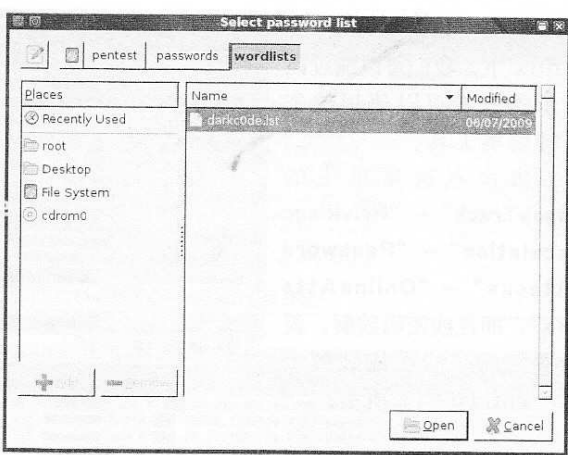 Select password list
pentest passwords wordlists
Places
Recently Used
root
Desktop
File System
cdrom0
Name Modified
darkc0de.lst 06/07/2009
Open Cancel